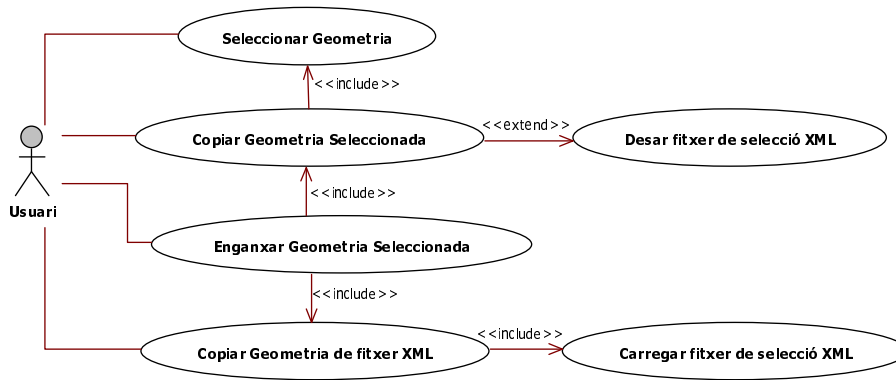 Seleccionar Geometria
<<include>>
Copiar Geometria Seleccionada
<<extend>>
Desar fitxer de selecció XML
<<include>>
Usuari
Enganxar Geometria Seleccionada
<<include>>
Copiar Geometria de fitxer XML
<<include>>
Carregar fitxer de selecció XML